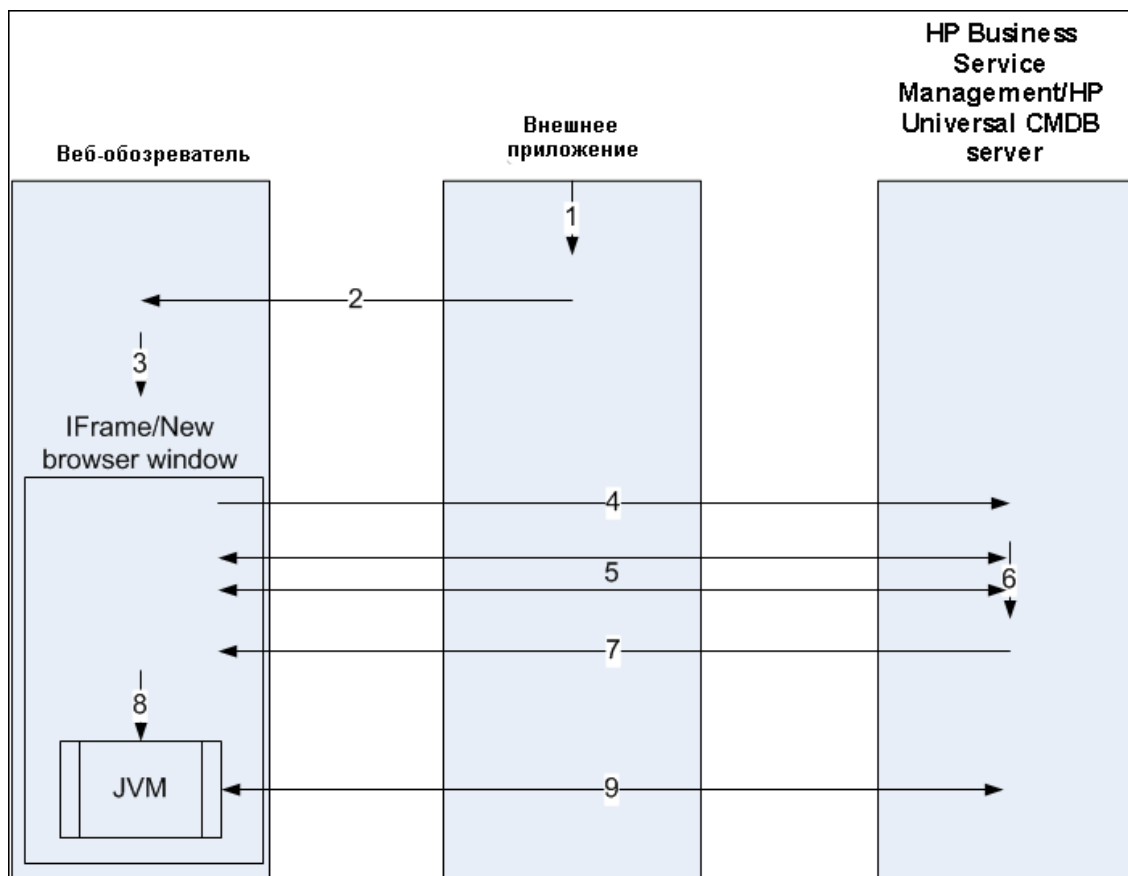 Веб-обозреватель
Внешнее
приложение
HP Business
Service
Management/HP
Universal CMDB
server
1
2
3
IFrame/New
browser window
4
5
6
7
8
JVM
9